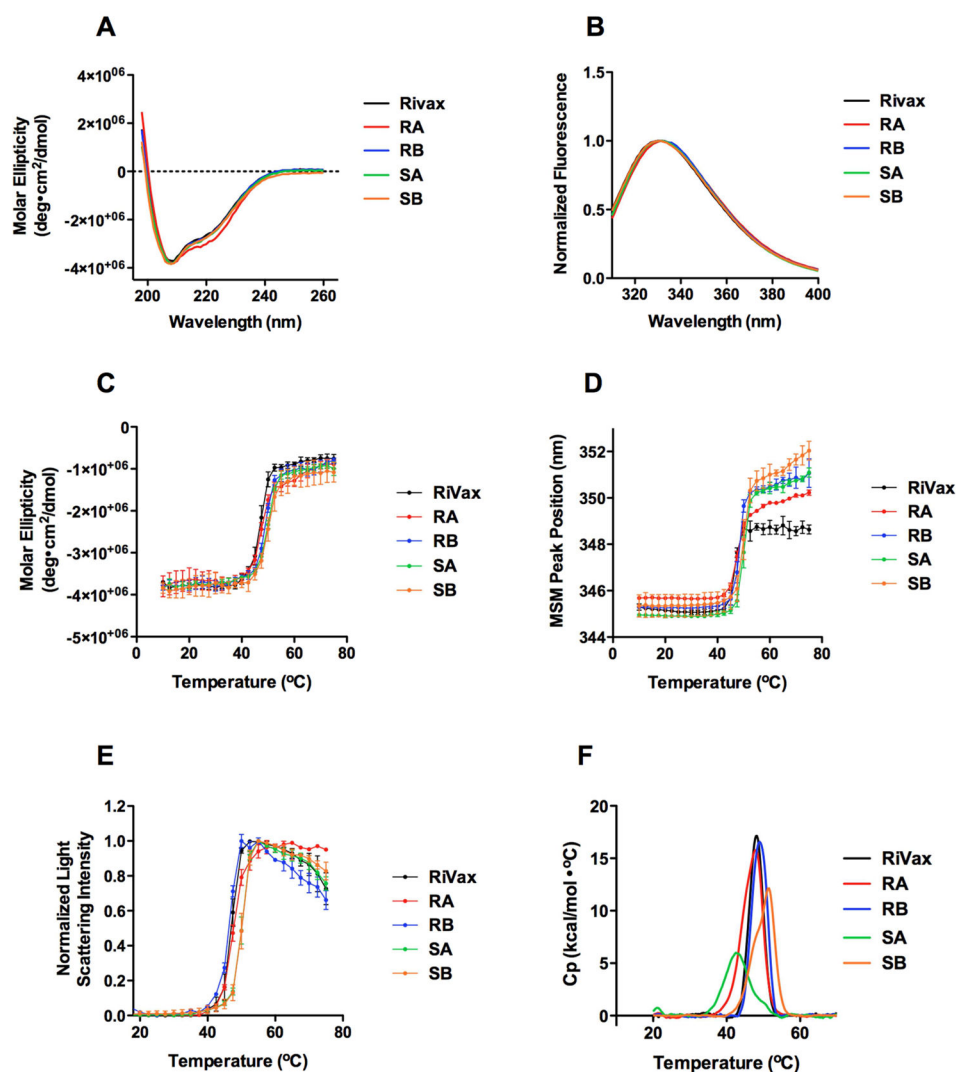 A
Molar Ellipticity
(deg•cm²/dmol)
4×10⁺⁰⁶
2×10⁺⁰⁶
0
-2×10⁺⁰⁶
-4×10⁺⁰⁶
200
220
240
260
Wavelength (nm)
Rivax
RA
RB
SA
SB
B
Normalized Fluorescence
1.5
1.0
0.5
0.0
320
340
360
380
400
Wavelength (nm)
Rivax
RA
RB
SA
SB
C
Molar Ellipticity
(deg•cm²/dmol)
0
-1×10⁺⁰⁶
-2×10⁺⁰⁶
-3×10⁺⁰⁶
-4×10⁺⁰⁶
-5×10⁺⁰⁶
0
20
40
60
80
Temperature (ºC)
RiVax
RA
RB
SA
SB
D
MSM Peak Position (nm)
352
350
348
346
344
0
20
40
60
80
Temperature (ºC)
RiVax
RA
RB
SA
SB
E
Normalized Light
Scattering Intensity
1.2
1.0
0.8
0.6
0.4
0.2
0.0
20
40
60
80
Temperature (ºC)
RiVax
RA
RB
SA
SB
F
Cp (kcal/mol •ºC)
20
15
10
5
0
20
40
60
Temperature (ºC)
RiVax
RA
RB
SA
SB